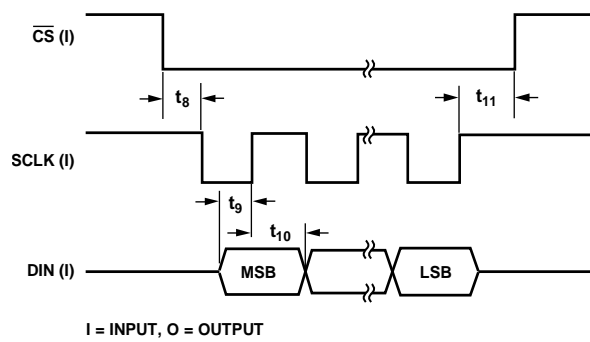 CS (I)
t8
t11
SCLK (I)
t9
t10
DIN (I)
MSB
LSB
I = INPUT, O = OUTPUT